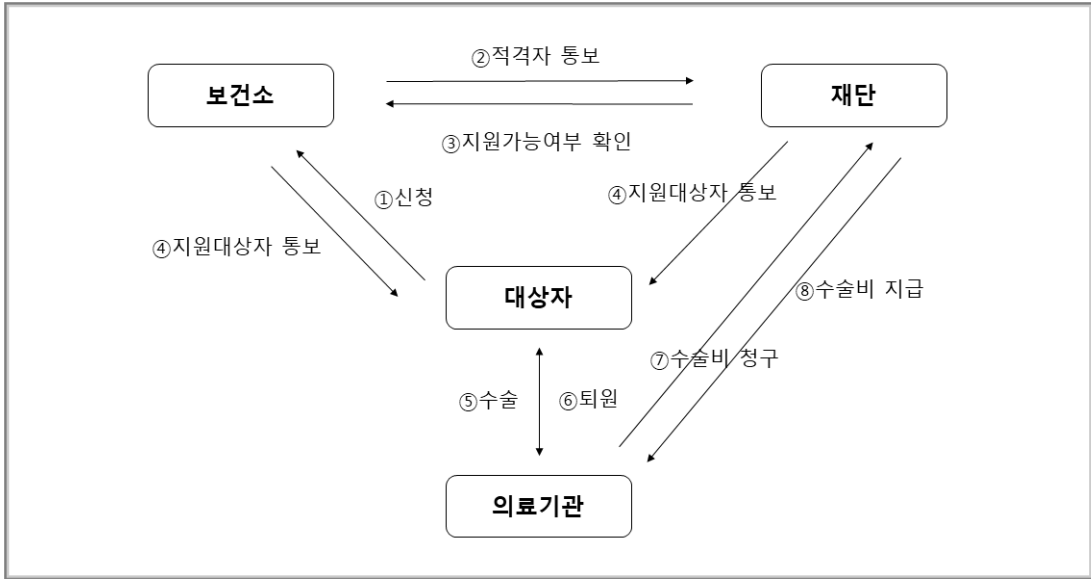 ②적격자 통보
보건소
재단
③지원가능여부 확인
①신청
④지원대상자 통보
④지원대상자 통보
대상자
⑧수술비 지급
⑦수술비 청구
⑤수술
⑥퇴원
의료기관